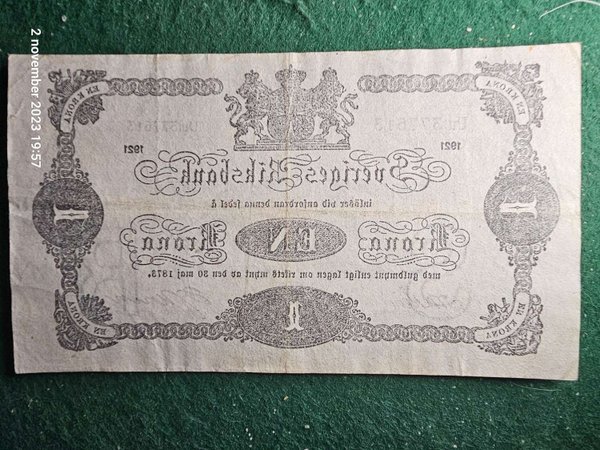 2 november 2023 19:57
EN KRONA EN KRONA
1921 1921
Sveriges Riksbank
inlöser vid anfordran denna sedel å
1 1
EN
Krona Krona
med guldmynt enligt lagen om rikets mynt av den 30 maj 1873.
EN KRONA EN KRONA
1